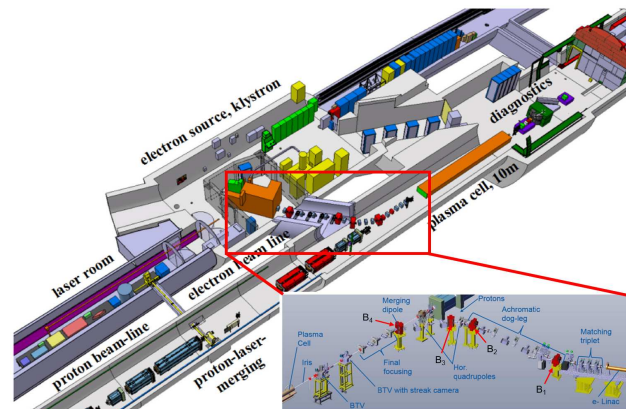 electron source, klystron
diagnostics
plasma cell, 10m
electron beam line
laser room
proton beam-line
proton-laser-
merging
Protons
Merging
dipole
Achromatic
dog-leg
B₄
Matching
triplet
Plasma
Cell
B₃
B₂
Iris
Final
focusing
Hor.
quadrupoles
B₁
BTV with streak camera
BTV
e- Linac